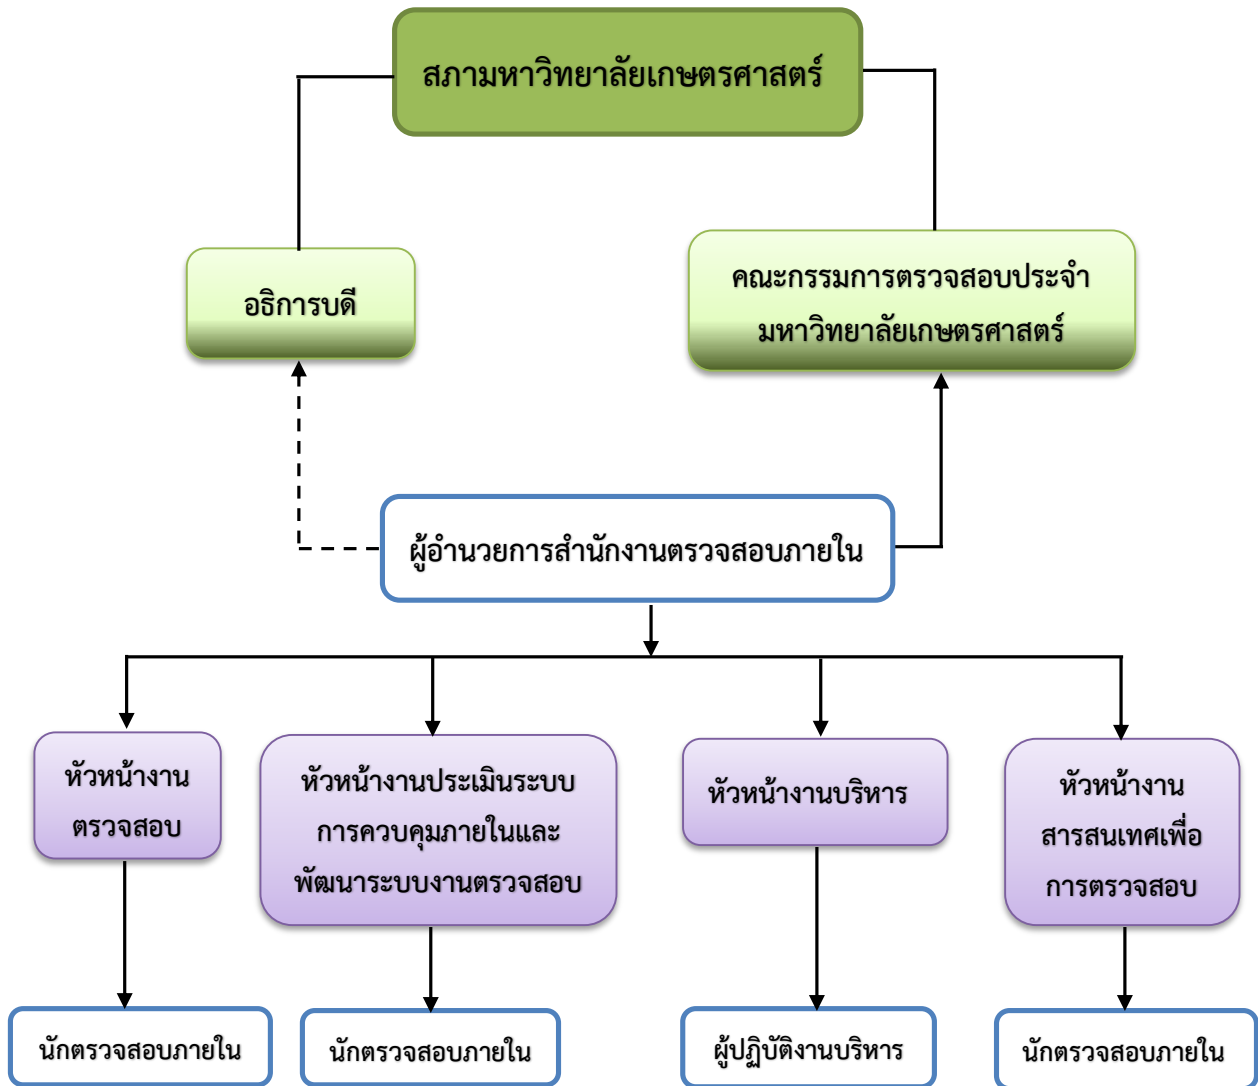 สภามหาวิทยาลัยเกษตรศาสตร์
อธิการบดี
คณะกรรมการตรวจสอบประจำ
มหาวิทยาลัยเกษตรศาสตร์
ผู้อำนวยการสำนักงานตรวจสอบภายใน
หัวหน้างาน
ตรวจสอบ
หัวหน้างานประเมินระบบ
การควบคุมภายในและ
พัฒนาระบบงานตรวจสอบ
หัวหน้างานบริหาร
หัวหน้างาน
สารสนเทศเพื่อ
การตรวจสอบ
นักตรวจสอบภายใน
นักตรวจสอบภายใน
ผู้ปฏิบัติงานบริหาร
นักตรวจสอบภายใน